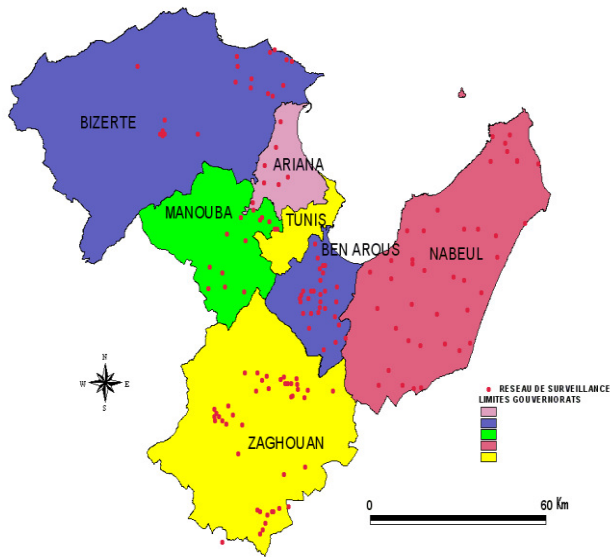 BIZERTE
ARIANA
MANOUBA
TUNIS
BEN AROUS
NABEUL
N
W E
S
RESEAU DE SURVEILLANCE
LIMITES GOUVERNORATS
ZAGHOUAN
0 60 Km